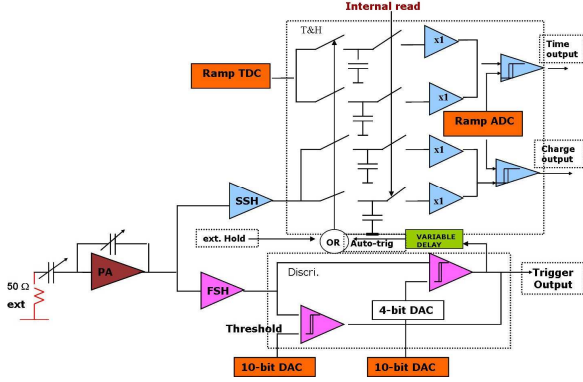 Internal read
T&H
x1
Time
output
Ramp TDC
x1
Ramp ADC
x1
Charge
output
SSH
x1
ext. Hold
OR
Auto-trig
VARIABLE
DELAY
50 Ω
ext
PA
FSH
Discri.
Trigger
Output
Threshold
4-bit DAC
10-bit DAC
10-bit DAC